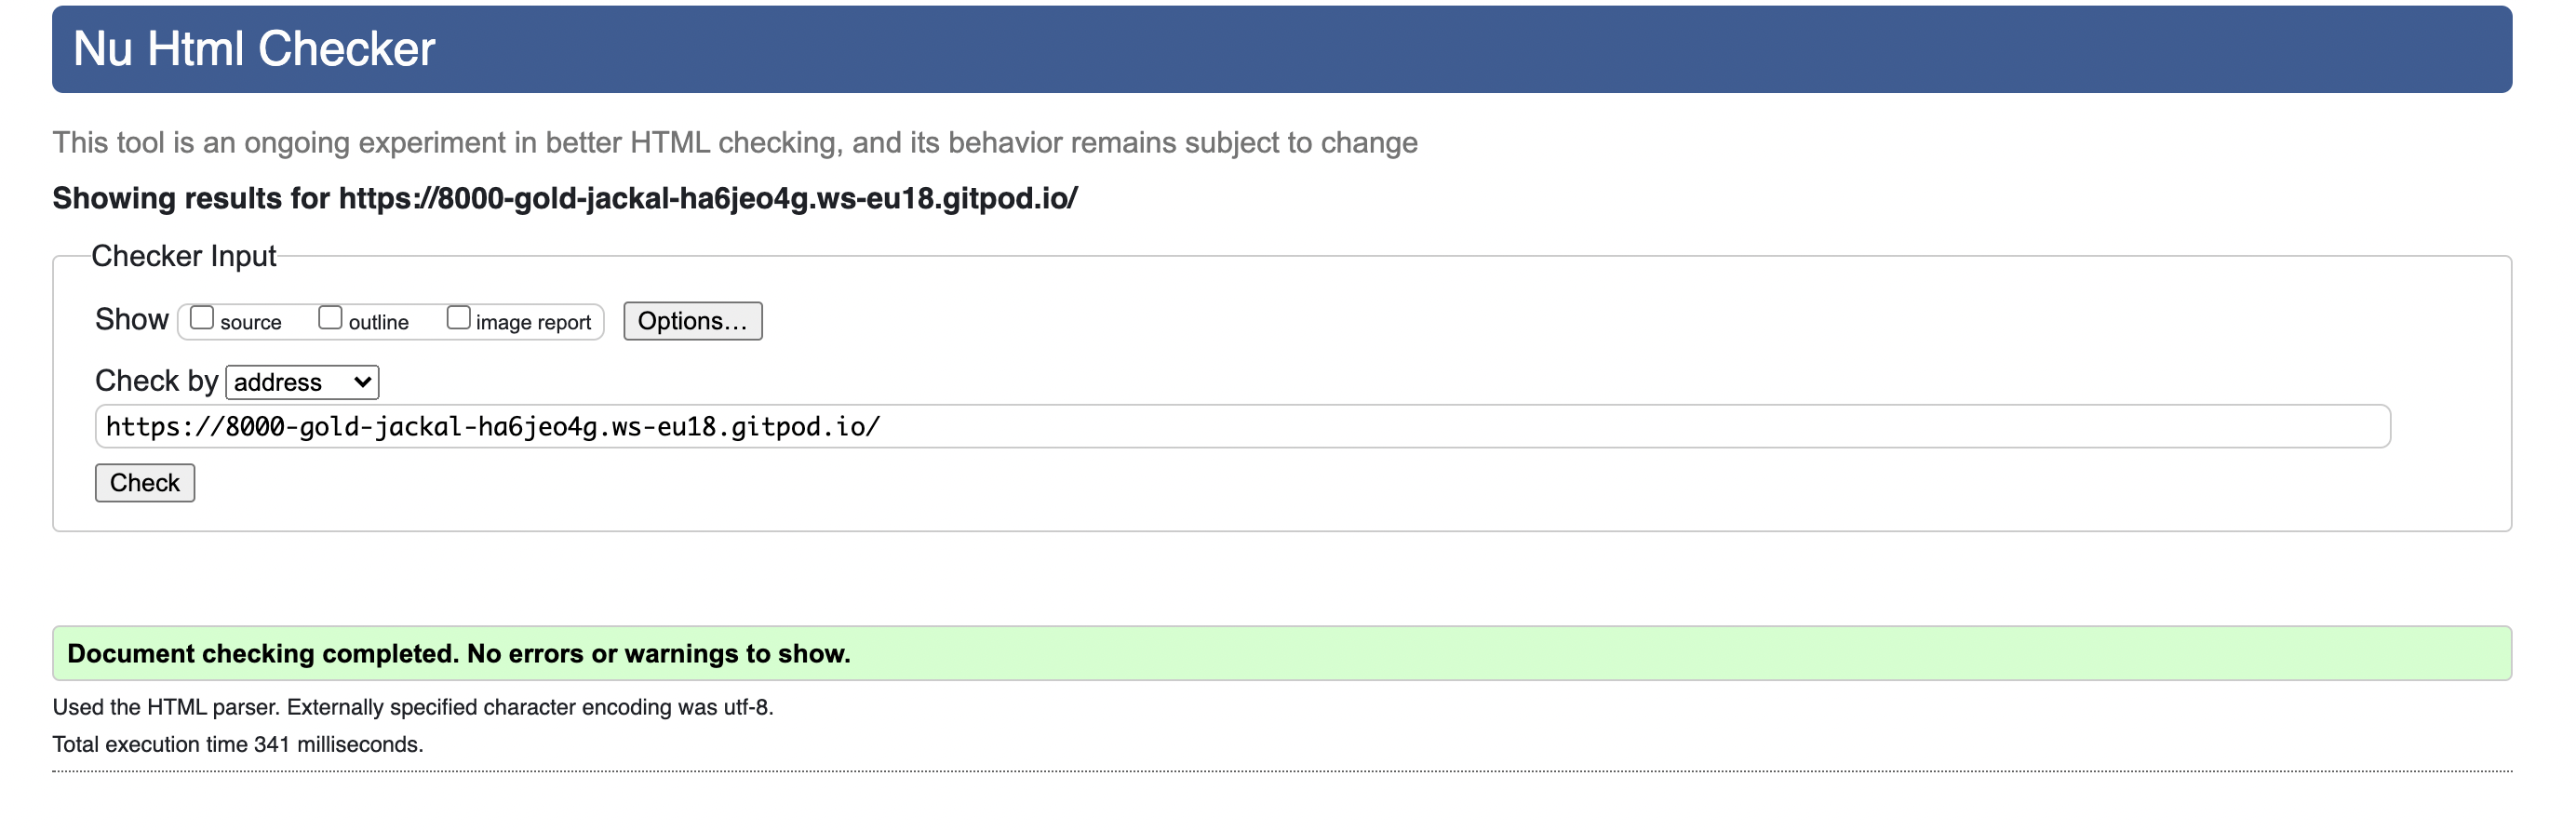 Nu Html Checker
This tool is an ongoing experiment in better HTML checking, and its behavior remains subject to change
Showing results for https://8000-gold-jackal-ha6jeo4g.ws-eu18.gitpod.io/
Checker Input
Show source outline image report Options...
Check by address
https://8000-gold-jackal-ha6jeo4g.ws-eu18.gitpod.io/
Check
Document checking completed. No errors or warnings to show.
Used the HTML parser. Externally specified character encoding was utf-8.
Total execution time 341 milliseconds.